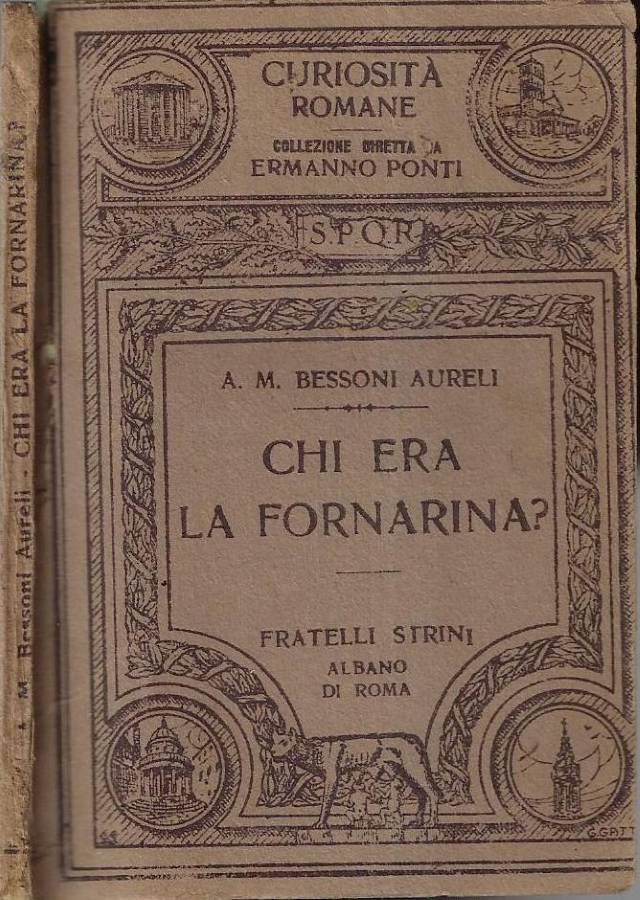 CURIOSITÀ
ROMANE
COLLEZIONE DIRETTA DA
ERMANNO PONTI
S.P.Q.R.
A. M. BESSONI AURELI
CHI ERA
LA FORNARINA?
FRATELLI STRINI
ALBANO
DI ROMA
A. M. Bessoni Aureli - CHI ERA LA FORNARINA?